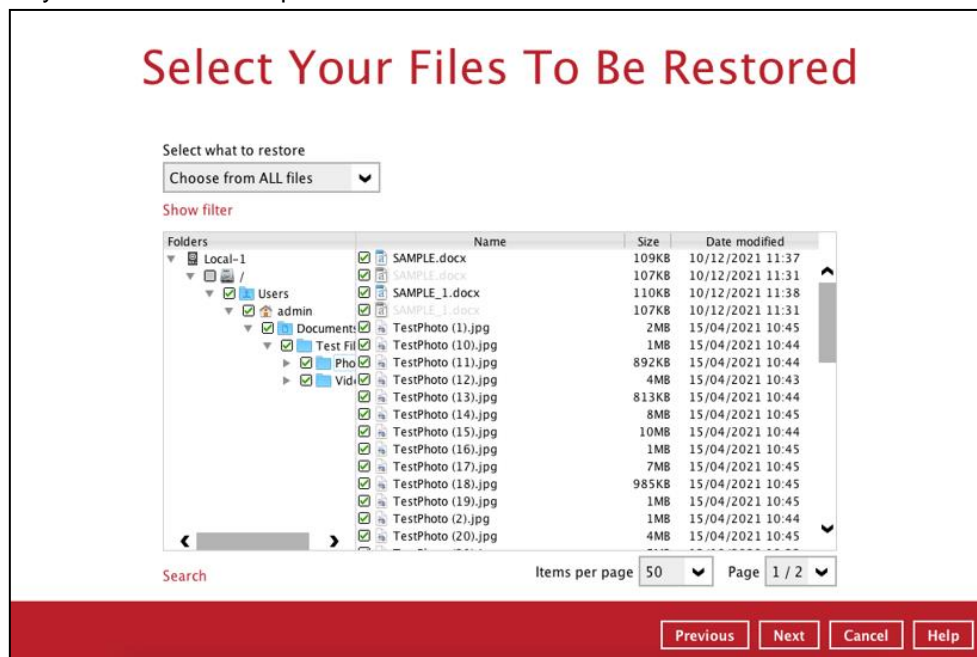 Select Your Files To Be Restored
Select what to restore
Choose from ALL files
Show filter
Folders Name Size Date modified
Local-1 SAMPLE.docx 109KB 10/12/2021 11:37
/ SAMPLE.docx 107KB 10/12/2021 11:31
Users SAMPLE_1.docx 110KB 10/12/2021 11:38
admin SAMPLE_1.docx 107KB 10/12/2021 11:31
Documents TestPhoto (1).jpg 2MB 15/04/2021 10:45
Test Fil TestPhoto (10).jpg 1MB 15/04/2021 10:44
Pho TestPhoto (11).jpg 892KB 15/04/2021 10:44
Vid TestPhoto (12).jpg 4MB 15/04/2021 10:43
TestPhoto (13).jpg 813KB 15/04/2021 10:44
TestPhoto (14).jpg 8MB 15/04/2021 10:45
TestPhoto (15).jpg 10MB 15/04/2021 10:44
TestPhoto (16).jpg 1MB 15/04/2021 10:45
TestPhoto (17).jpg 7MB 15/04/2021 10:45
TestPhoto (18).jpg 985KB 15/04/2021 10:45
TestPhoto (19).jpg 1MB 15/04/2021 10:45
TestPhoto (2).jpg 1MB 15/04/2021 10:44
TestPhoto (20).jpg 4MB 15/04/2021 10:45
Search Items per page 50 Page 1 / 2
Previous Next Cancel Help